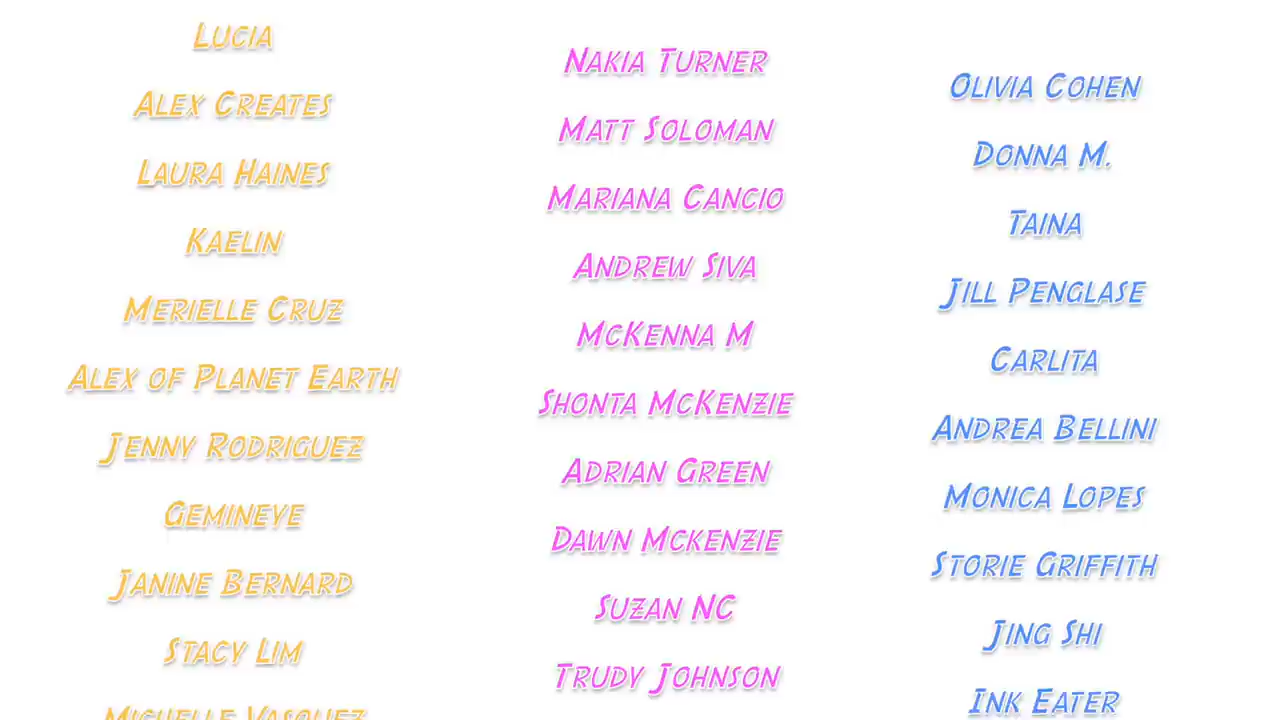 Lucia
Alex Creates
Laura Haines
Kaelin
Merielle Cruz
Alex of Planet Earth
Jenny Rodriguez
Gemineye
Janine Bernard
Stacy Lim
Michelle Vasquez
Nakia Turner
Matt Soloman
Mariana Cancio
Andrew Siva
McKenna M
Shonta McKenzie
Adrian Green
Dawn Mckenzie
Suzan NC
Trudy Johnson
Olivia Cohen
Donna M.
Taina
Jill Penglase
Carlita
Andrea Bellini
Monica Lopes
Storie Griffith
Jing Shi
Ink Eater